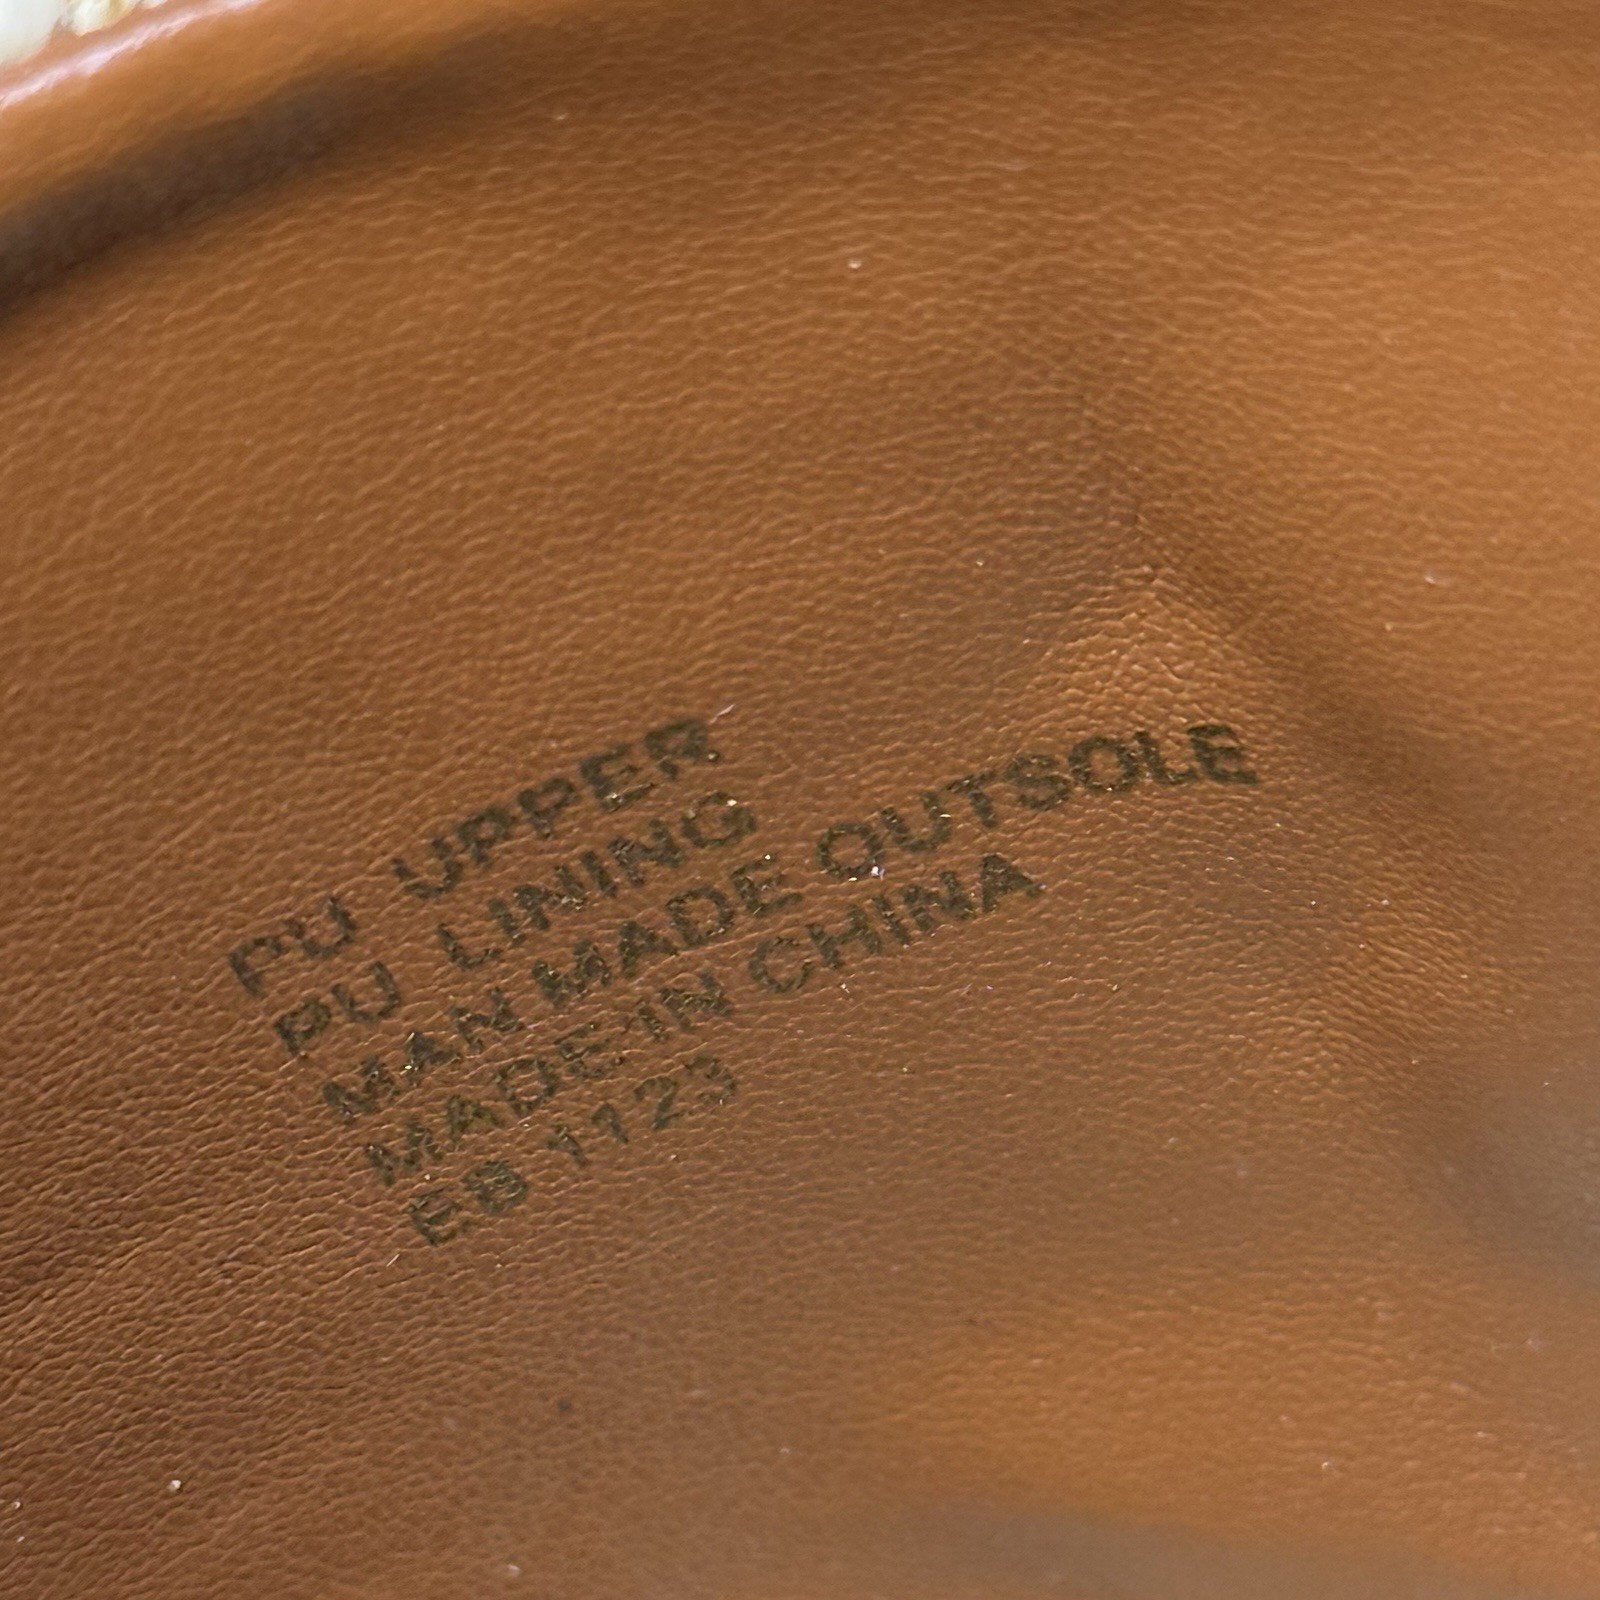 PU UPPER
PU LINING
MAN MADE OUTSOLE
MADE IN CHINA
EB 1123